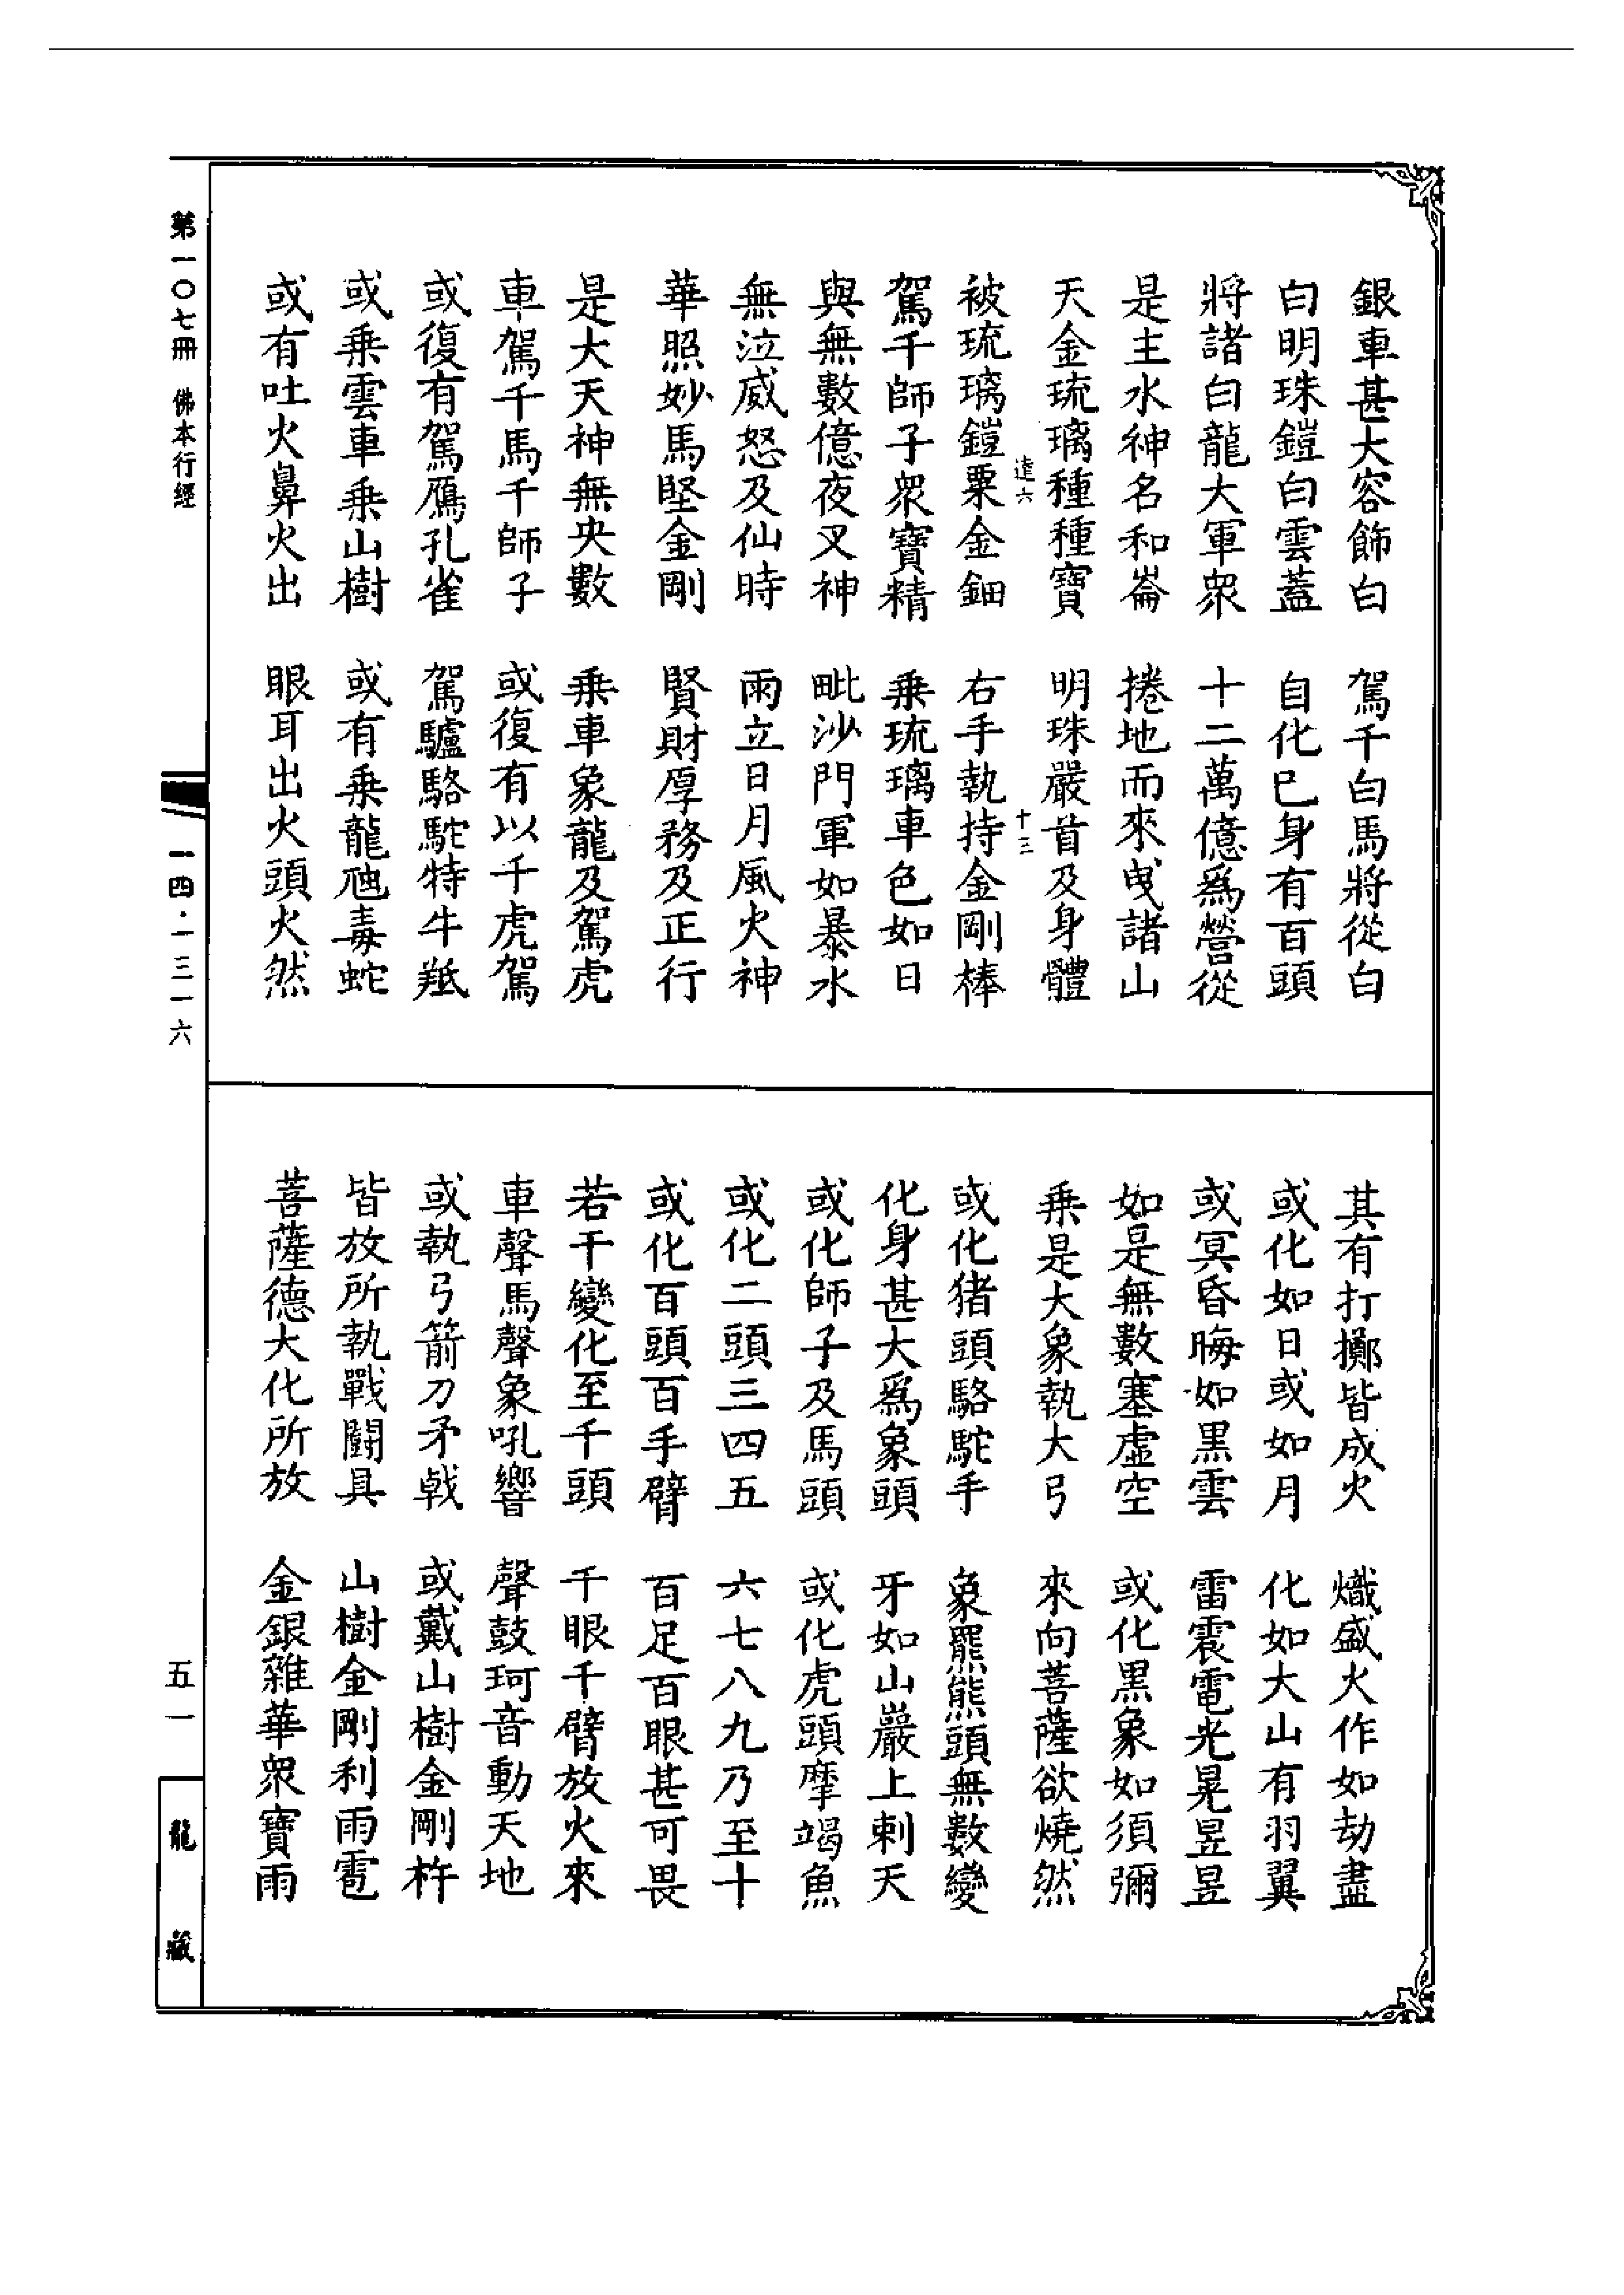 銀車甚大容飾白　駕千白馬將從白
白明珠鎧白雲蓋　自化已身有百頭
將諸白龍大軍眾　十二萬億爲營從
是主水神名和崙　捲地而來曵諸山
天金琉璃種種寶　明珠嚴首及身體
達六　十三
被琉璃鎧粟金鈿　右手執持金剛棒
駕千師子眾寶精　乗琉璃車色如日
與無數億夜叉神　毗沙門軍如暴水
無泣威怒及仙時　雨立日月風火神
華照妙馬堅金剛　賢財厚務及正行
是大天神無央數　乗車象龍及駕虎
車駕千馬千師子　或復有以千虎駕
或復有駕鴈孔雀　駕驢駱駝特牛羝
或乗雲車乗山樹　或有乗龍虺毒蛇
或有吐火鼻火出　眼耳出火頭火然
其有打擲皆成火　熾盛火作如劫盡
或化如日或如月　化如大山有羽翼
或冥昏晦如黒雲　雷震電光晃昱昱
如是無數塞虛空　或化黒象如須彌
乗是大象執大弓　來向菩薩欲燒然
或化猪頭駱駝手　象羆熊頭無數變
化身甚大爲象頭　牙如山巖上刺天
或化師子及馬頭　或化虎頭摩竭魚
或化二頭三四五　六七八九乃至十
或化百頭百手臂　百足百眼甚可畏
若干變化至千頭　千眼千臂放火來
車聲馬聲象吼響　聲鼓珂音動天地
或執弓箭刀矛戟　或戴山樹金剛杵
皆放所執戰鬪具　山樹金剛利雨雹
菩薩德大化所放　金銀雜華眾寶雨
第一〇七冊　佛本行經
一四·一三一六
五一
龍藏